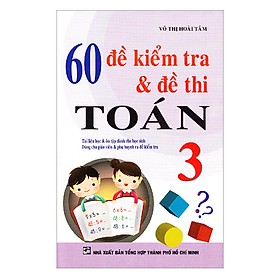 VÕ THỊ HOÀI TÂM
60 đề kiểm tra
& đề thi
TOÁN
Tài liệu học & ôn tập dành cho học sinh
Dùng cho giáo viên & phụ huynh ra đề kiểm tra
3
??
NHÀ XUẤT BẢN TỔNG HỢP THÀNH PHỐ HỒ CHÍ MINH